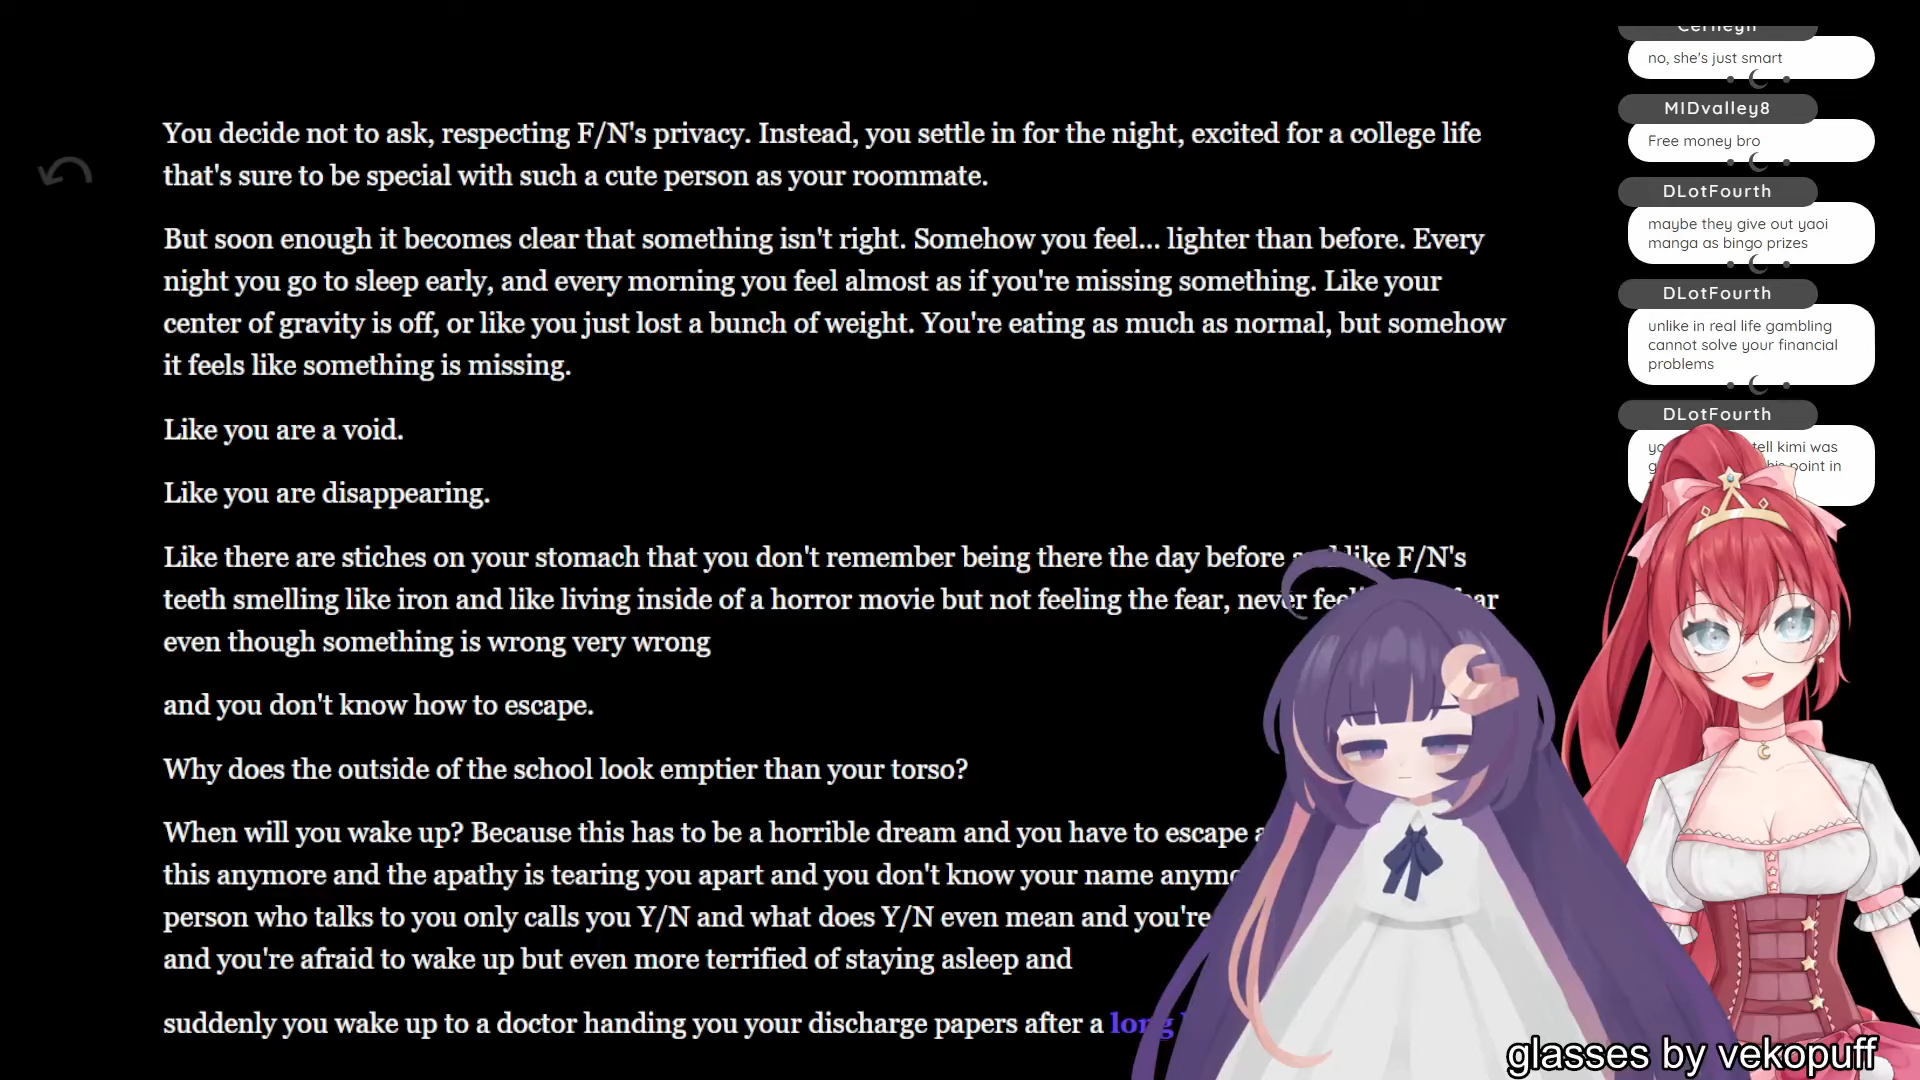 You decide not to ask, respecting F/N's privacy. Instead, you settle in for the night, excited for a college life
that's sure to be special with such a cute person as your roommate.
But soon enough it becomes clear that something isn't right. Somehow you feel... lighter than before. Every
night you go to sleep early, and every morning you feel almost as if you're missing something. Like your
center of gravity is off, or like you just lost a bunch of weight. You're eating as much as normal, but somehow
it feels like something is missing.
Like you are a void.
Like you are disappearing.
Like there are stiches on your stomach that you don't remember being there the day before like F/N's
teeth smelling like iron and like living inside of a horror movie but not feeling the fear, never
even though something is wrong very wrong
and you don't know how to escape.
Why does the outside of the school look emptier than your torso?
When will you wake up? Because this has to be a horrible dream and you have to escape
this anymore and the apathy is tearing you apart and you don't know your name
person who talks to you only calls you Y/N and what does Y/N even mean and you're
and you're afraid to wake up but even more terrified of staying asleep and
suddenly you wake up to a doctor handing you your discharge papers after a long
Cerneyn
no, she's just smart
MIDvalley8
Free money bro
DLotFourth
maybe they give out yaoi
manga as bingo prizes
DLotFourth
unlike in real life gambling
cannot solve your financial
problems
DLotFourth
tell kimi was
point in
glasses by vekopuff